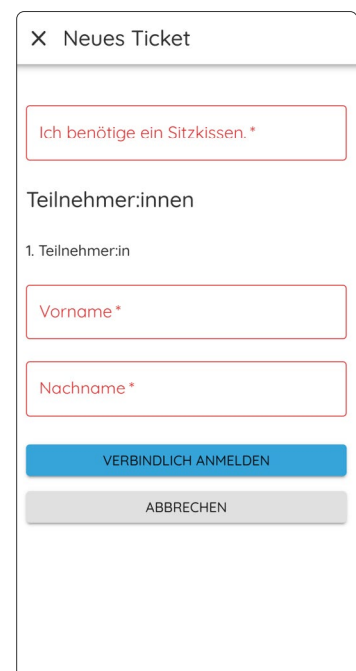 Neues Ticket
Ich benötige ein Sitzkissen. *
Teilnehmer:innen
1. Teilnehmer:in
Vorname *
Nachname *
VERBINDLICH ANMELDEN
ABBRECHEN